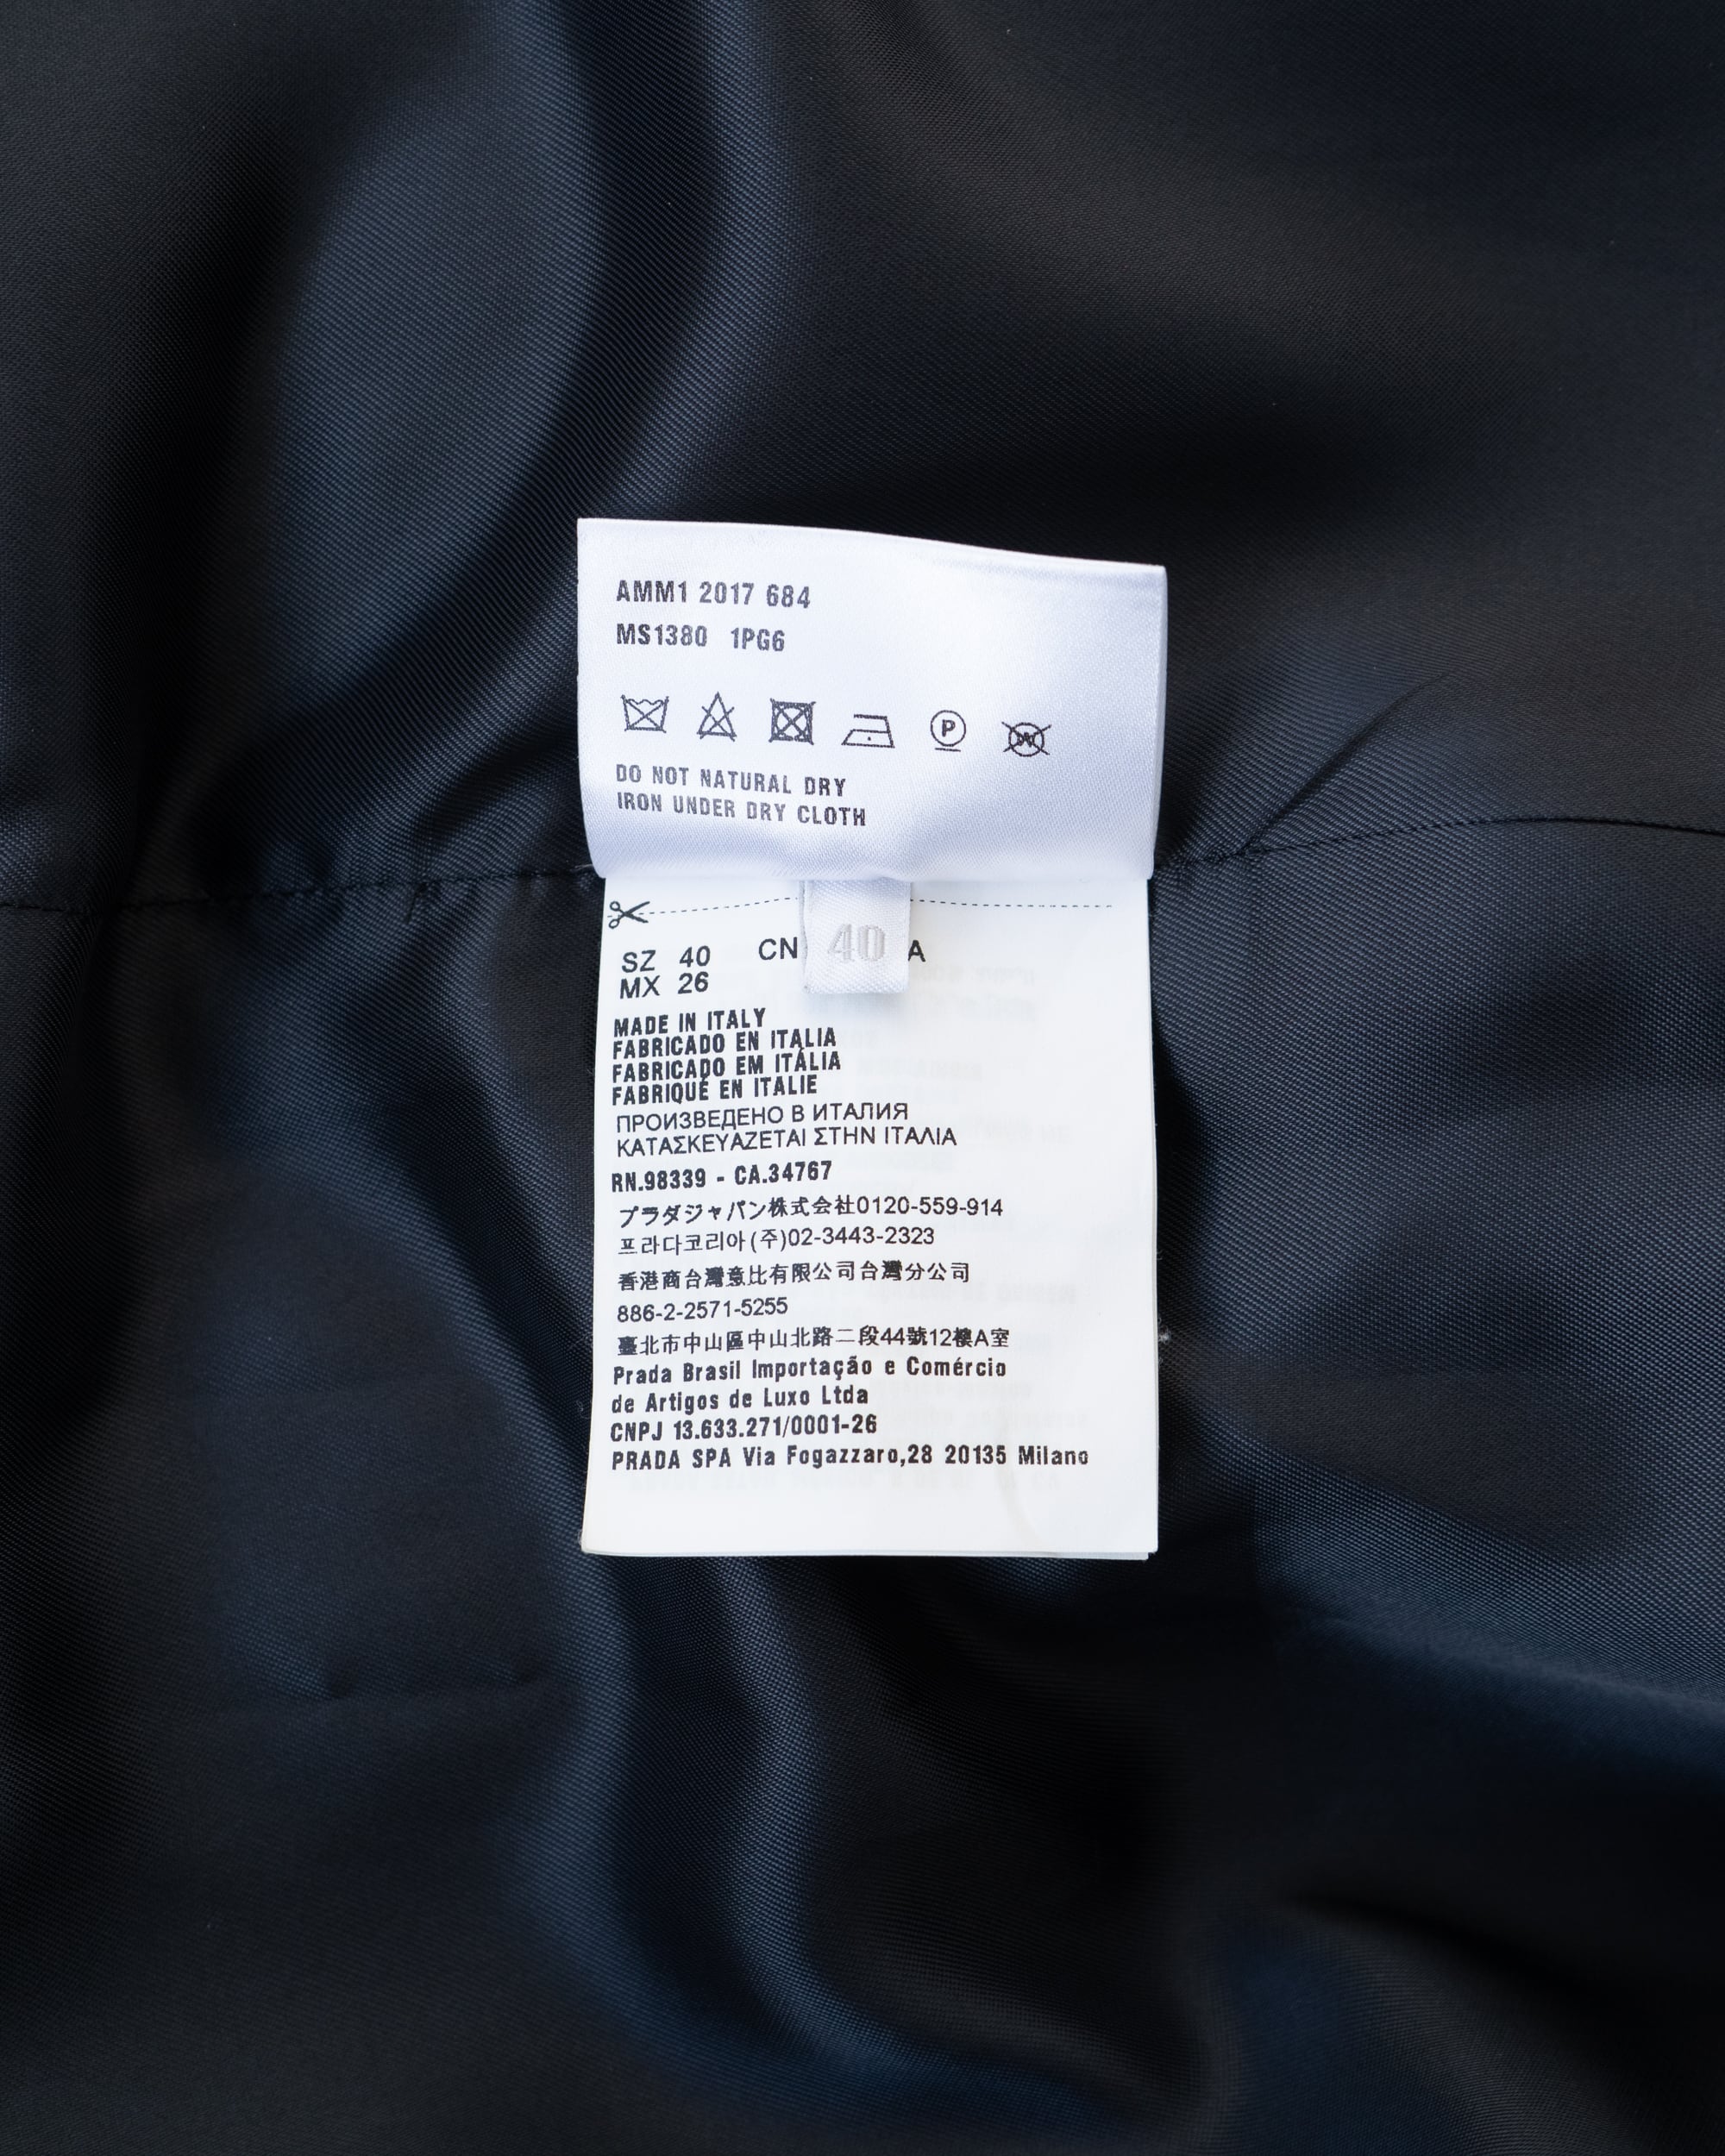 AMM1 2017 684
MS1380 1PG6
P
W
DO NOT NATURAL DRY
IRON UNDER DRY CLOTH
40
SZ 40 CN A
MX 26
MADE IN ITALY
FABRICADO EN ITALIA
FABRICADO EM ITÁLIA
FABRIQUÉ EN ITALIE
ПРОИЗВЕДЕНО В ИТАЛИЯ
ΚΑΤΑΣΚΕΥΑΖΕΤΑΙ ΣΤΗΝ ΙΤΑΛΙΑ
RN.98339 - CA.34767
プラダジャパン株式会社0120-559-914
프라다코리아(주)02-3443-2323
香港商台灣意比有限公司台灣分公司
886-2-2571-5255
臺北市中山區中山北路二段44號12樓A室
Prada Brasil Importação e Comércio
de Artigos de Luxo Ltda
CNPJ 13.633.271/0001-26
PRADA SPA Via Fogazzaro,28 20135 Milano